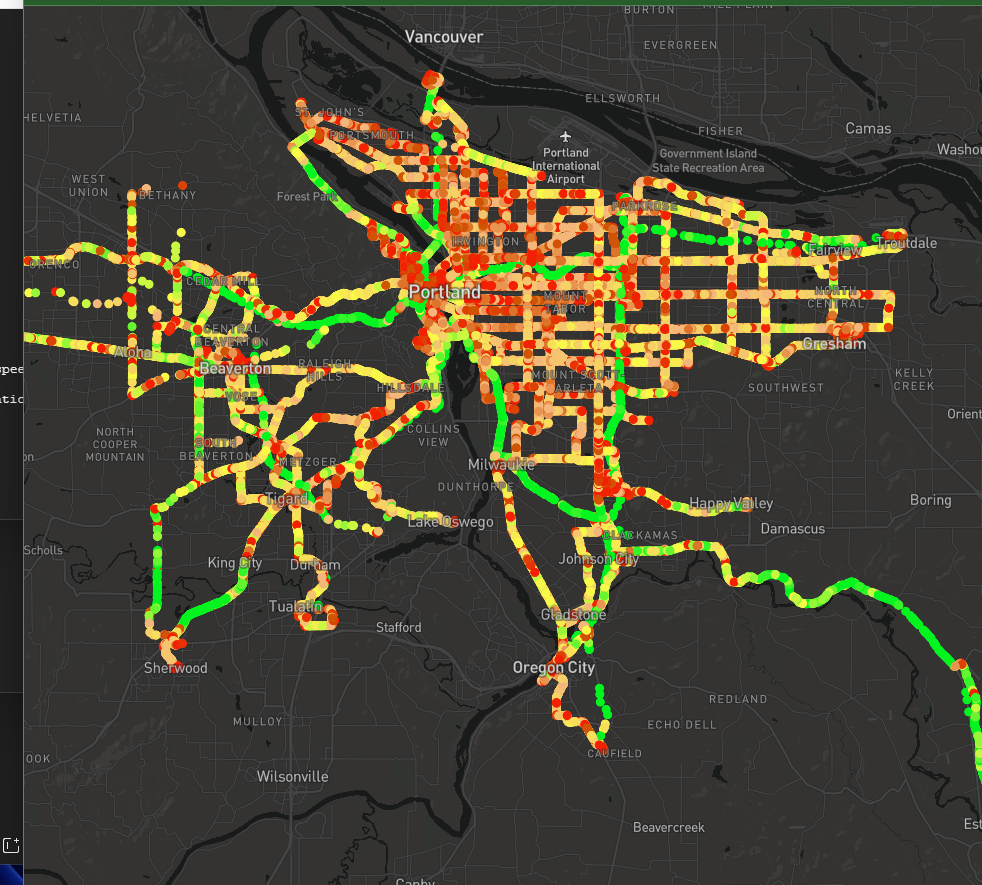 BURTON
MILL PLAIN
Vancouver
EVERGREEN
ELLSWORTH
HELVETIA
ST. JOHN'S
PORTSMOUTH
FISHER
Camas
Portland
International
Airport
Government Island
State Recreation Area
Washou
WEST
UNION
BETHANY
Forest Park
PARKROSE
IRVINGTON
Fairview
Troutdale
ORENCO
CEDAR MILL
Portland
MOUNT
TABOR
NORTH
CENTRAL
CENTRAL
BEAVERTON
Gresham
Aloha
Beaverton
RALEIGH
HILLS
spee
HILLSDALE
MOUNT SCOTT-
ARLETA
SOUTHWEST
KELLY
CREEK
VOSE
atic
Orient
NORTH
COOPER
MOUNTAIN
SOUTH
BEAVERTON
COLLINS
VIEW
on
METZGER
Milwaukie
DUNTHORPE
Tigard
Happy Valley
Boring
Lake Oswego
Damascus
CLACKAMAS
Scholls
King City
Durham
Johnson City
Tualatin
Gladstone
Stafford
Sherwood
Oregon City
REDLAND
MULLOY
ECHO DELL
OOK
CAUFIELD
Wilsonville
Beavercreek
Est
Canby